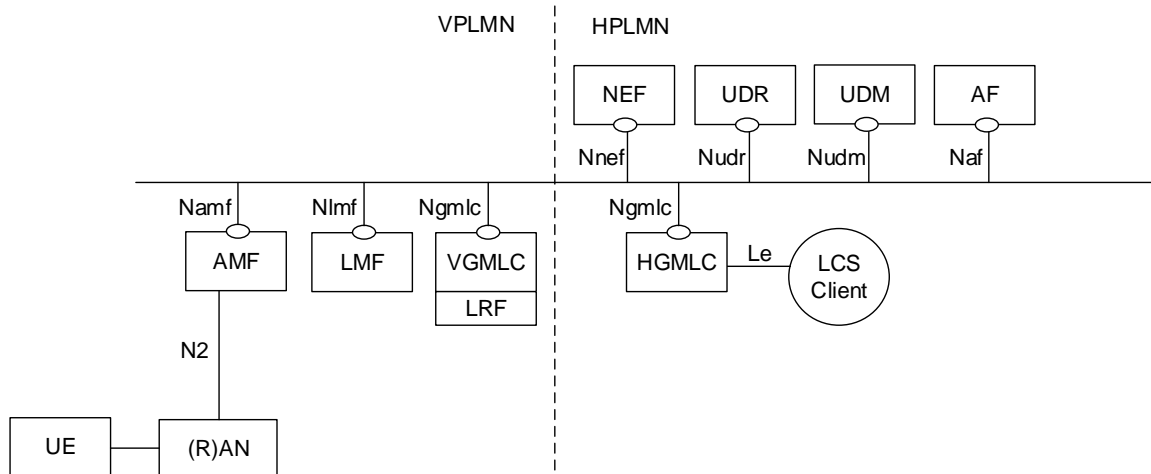 VPLMN HPLMN
NEF UDR UDM AF
Nnef Nudr Nudm Naf
Namf Nlmf Ngmlc Ngmlc
AMF LMF VGMLC HGMLC Le LCS
Client
LRF
N2
UE (R)AN